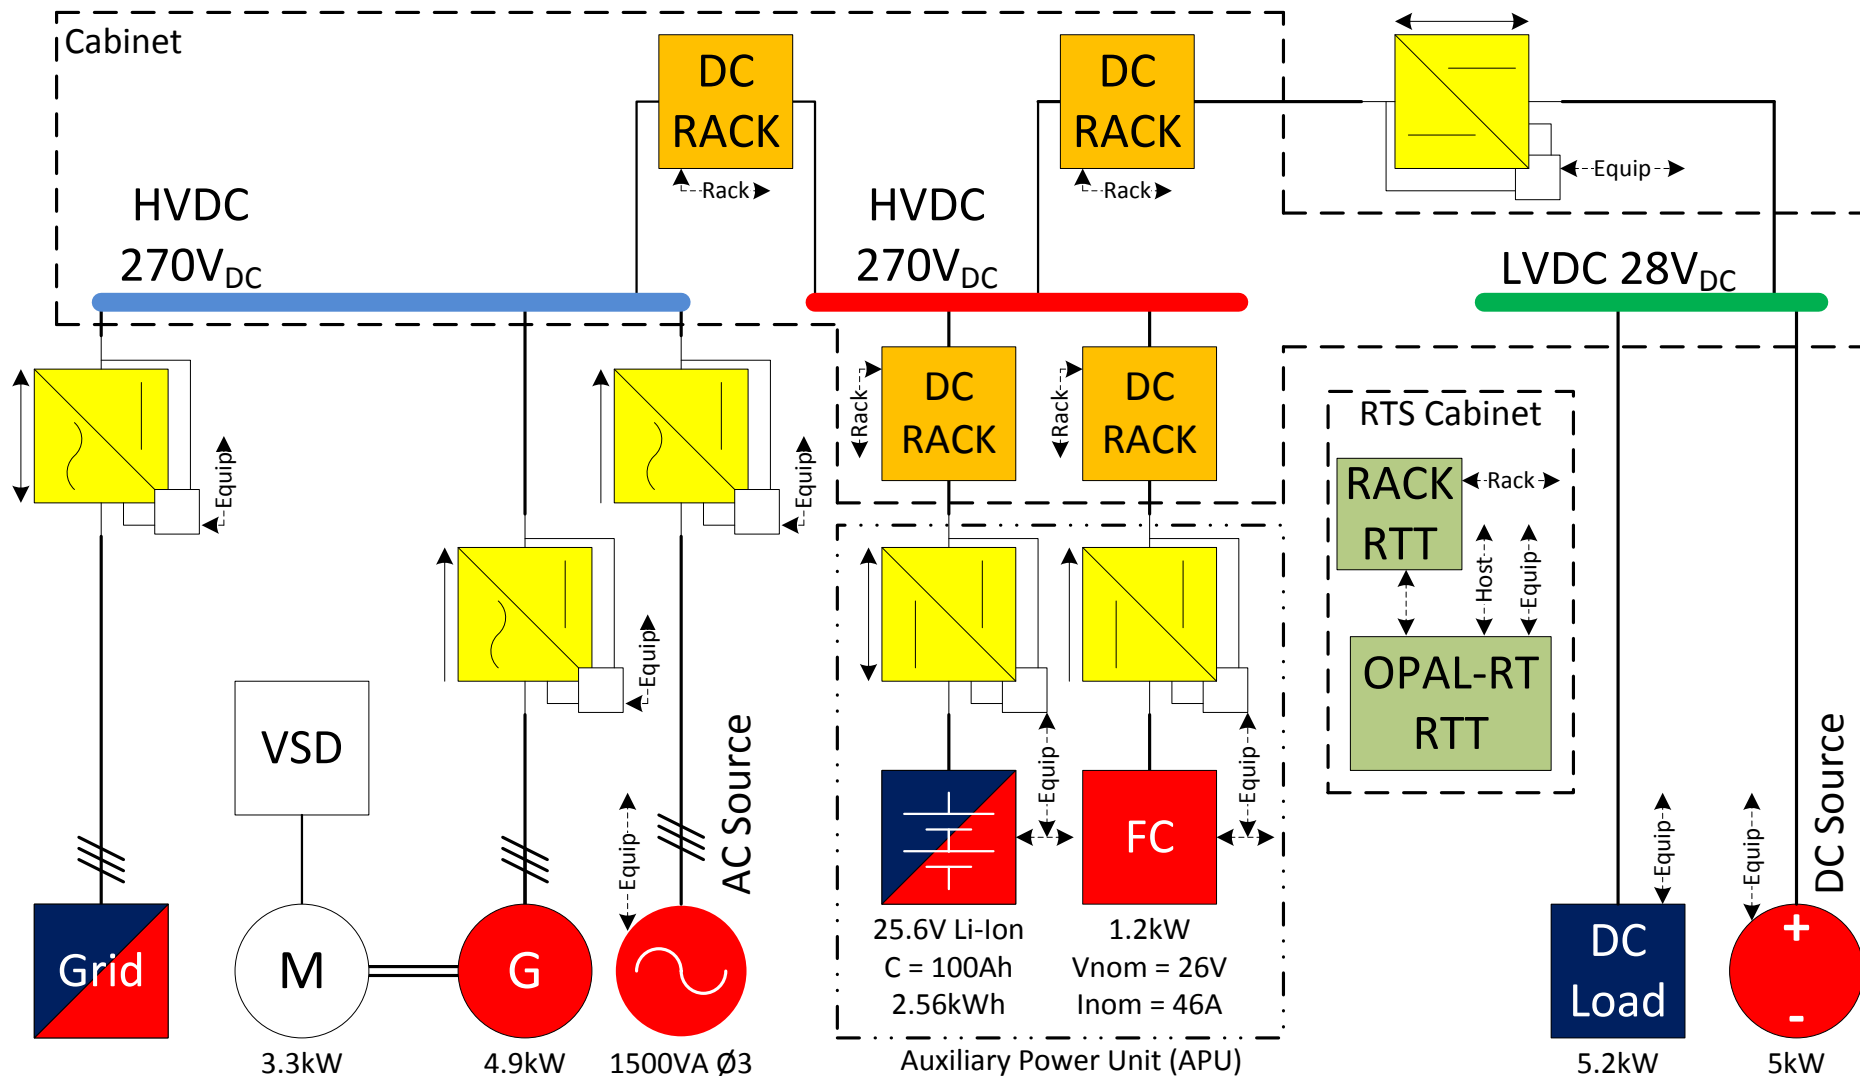 Cabinet
DC
RACK
Rack
DC
RACK
Rack
Equip
HVDC
270VDC
HVDC
270VDC
LVDC 28VDC
Equip
Equip
Equip
Rack
DC
RACK
Rack
DC
RACK
RTS Cabinet
RACK
RTT
Rack
Host
Equip
OPAL-RT
RTT
VSD
Equip
AC Source
Equip
Equip
FC
Equip
Equip
DC Source
Grid
M
G
25.6V Li-Ion
C = 100Ah
2.56kWh
1.2kW
Vnom = 26V
Inom = 46A
DC
Load
+
-
3.3kW
4.9kW
1500VA Ø3
Auxiliary Power Unit (APU)
5.2kW
5kW